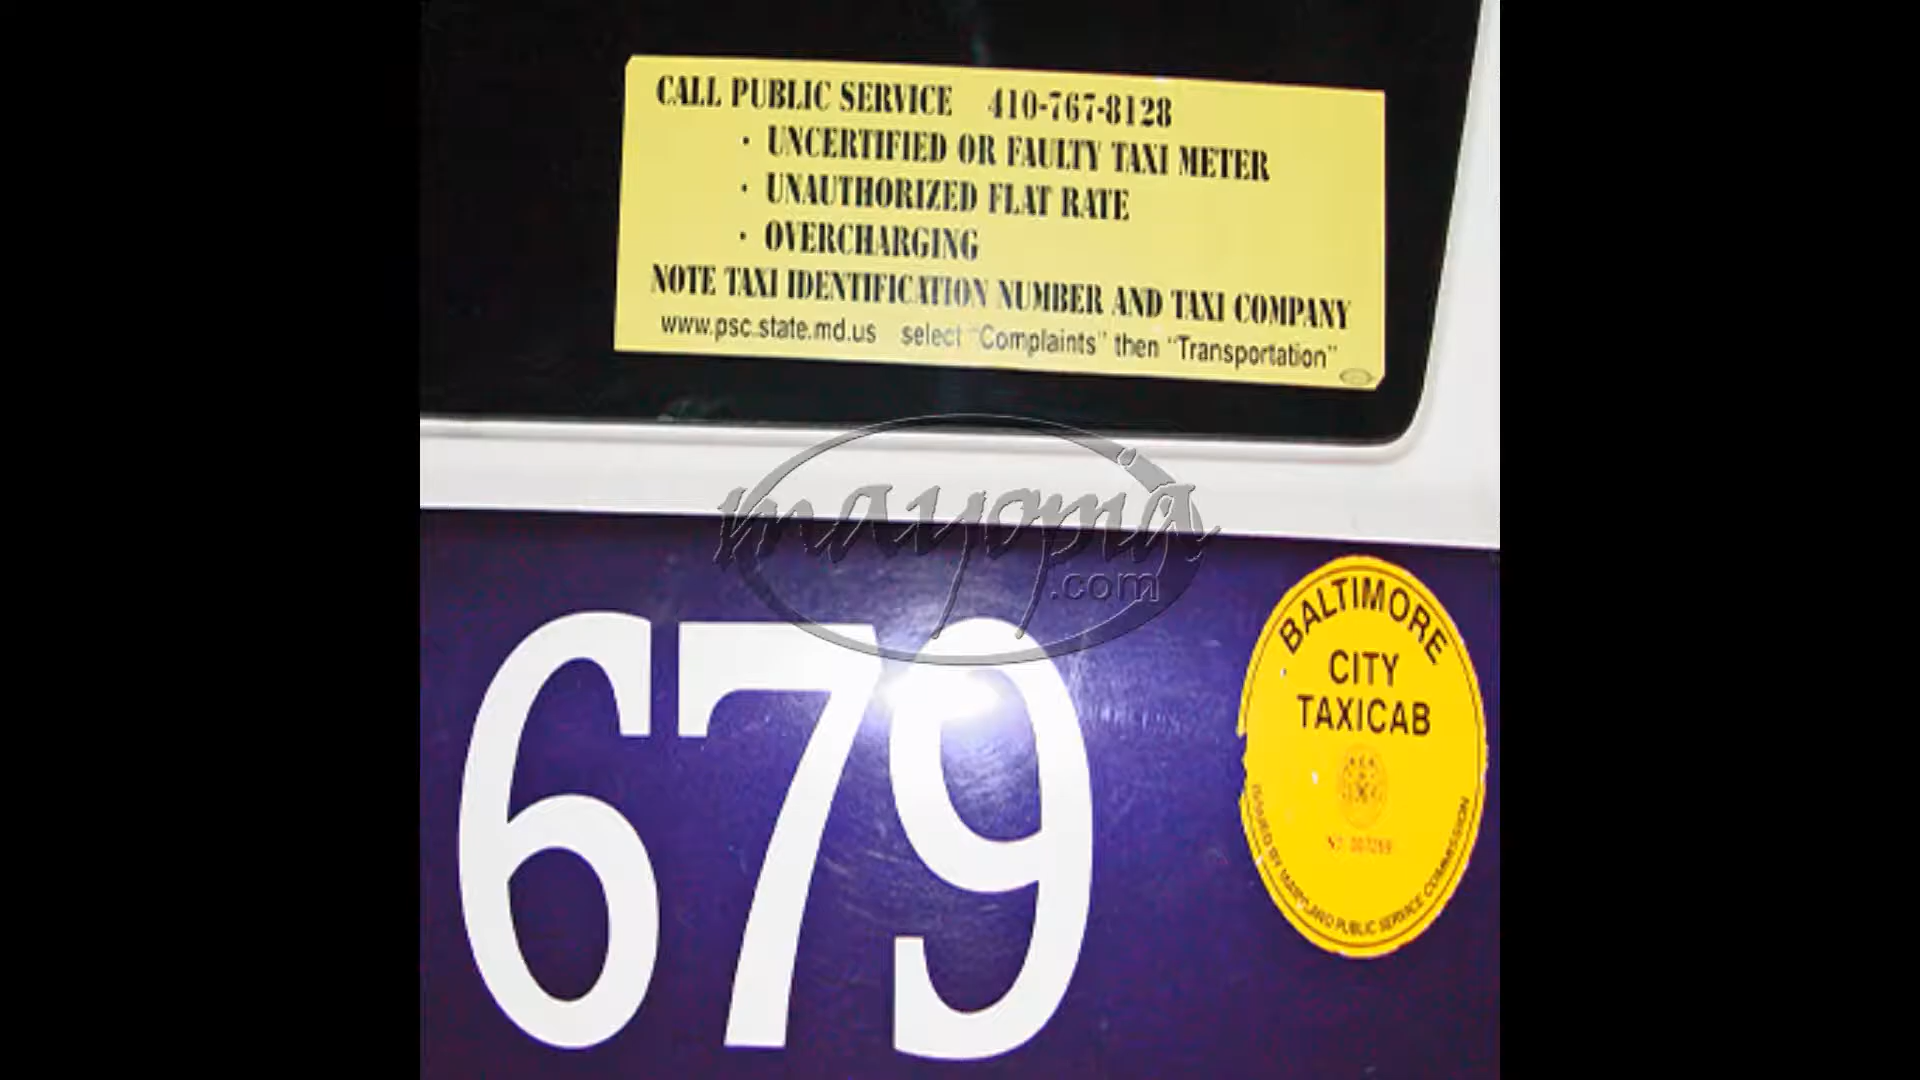 CALL PUBLIC SERVICE 410-767-8128
· UNCERTIFIED OR FAULTY TAXI METER
· UNAUTHORIZED FLAT RATE
· OVERCHARGING
NOTE TAXI IDENTIFICATION NUMBER AND TAXI COMPANY
www.psc.state.md.us select "Complaints" then "Transportation"
mayopia
.com
679
BALTIMORE
CITY
TAXICAB
ISSUED BY MARYLAND PUBLIC SERVICE COMMISSION